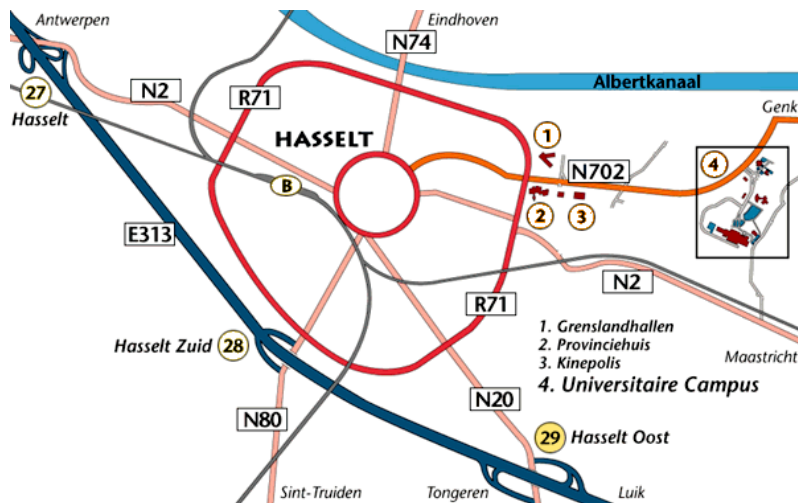 Antwerpen
Eindhoven
N74
Albertkanaal
N2
R71
27
Hasselt
HASSELT
Genk
1
4
N702
B
2
3
E313
N2
R71
1. Grenslandhallen
2. Provinciehuis
3. Kinepolis
4. Universitaire Campus
Maastricht
Hasselt Zuid
28
N80
N20
29
Hasselt Oost
Sint-Truiden
Tongeren
Luik